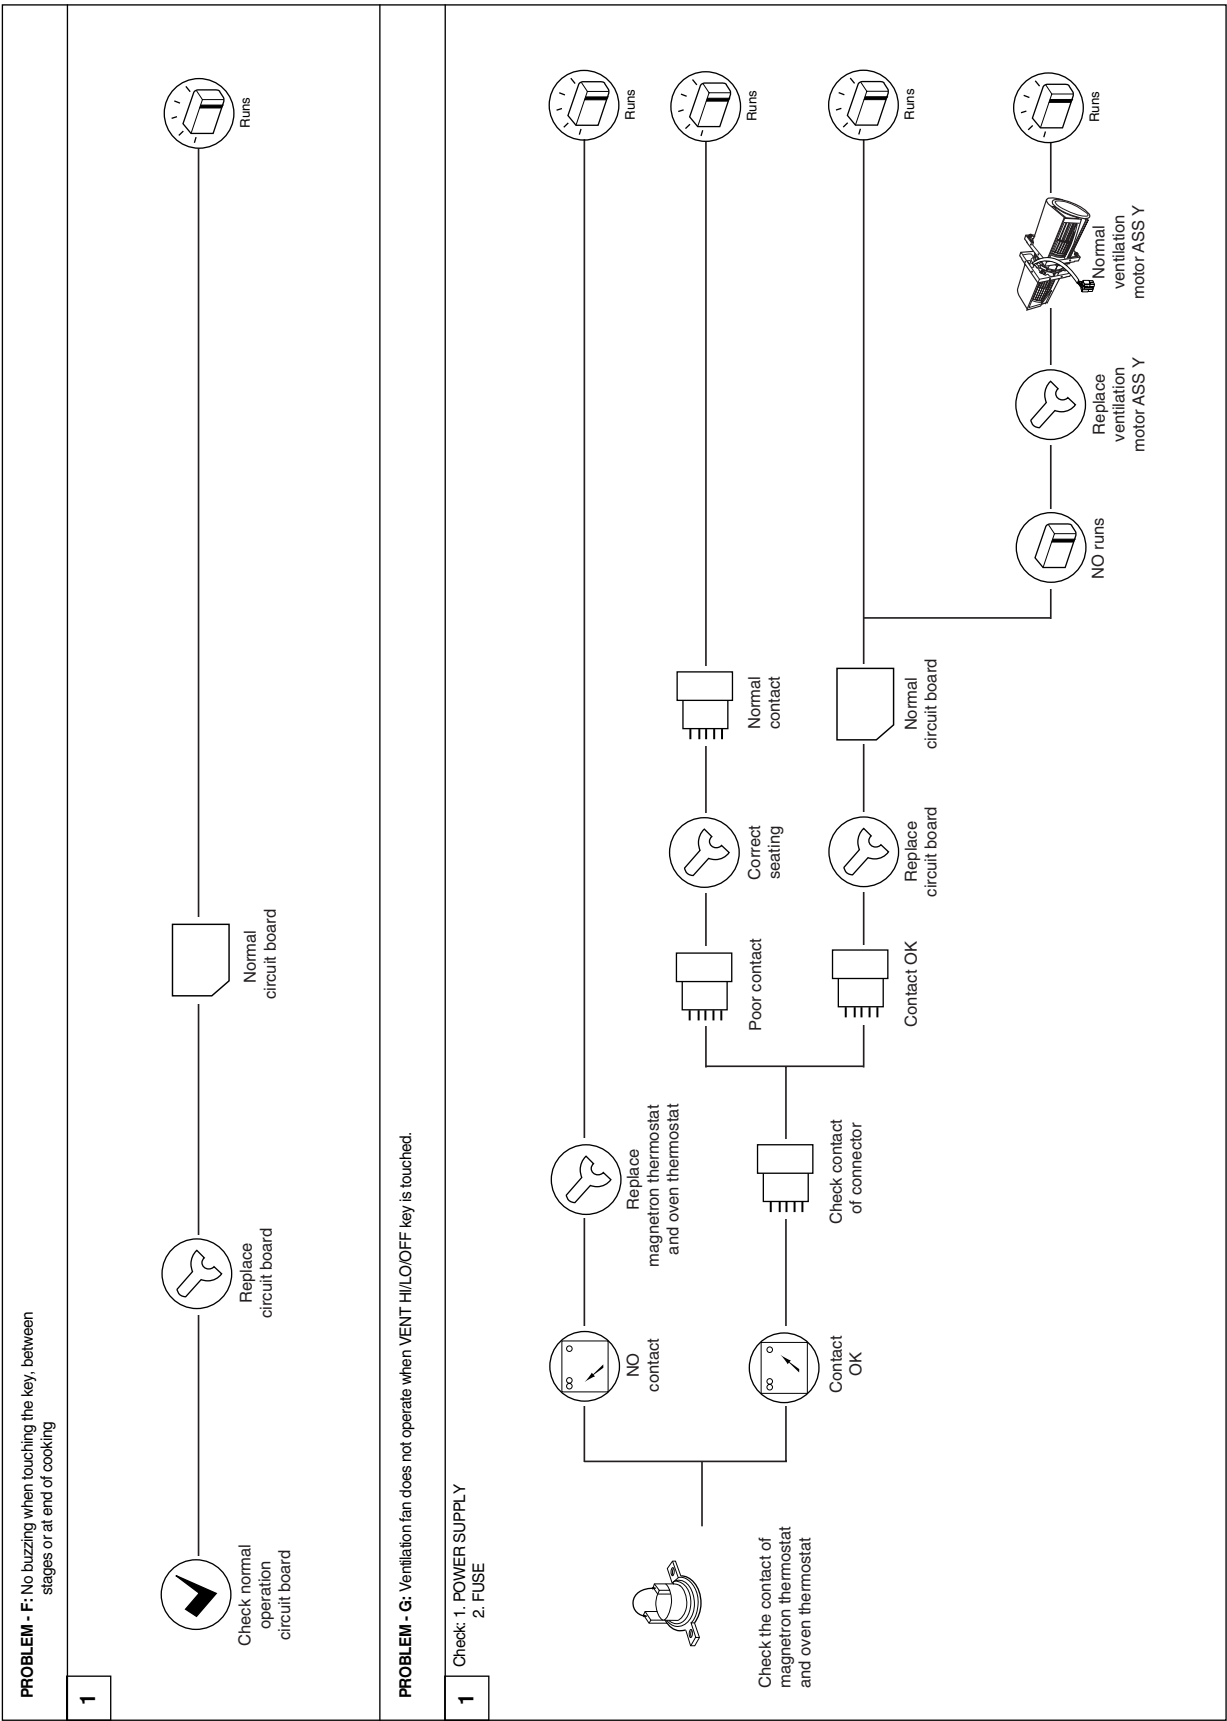 PROBLEM - F: No buzzing when touching the key, between
stages or at end of cooking
1
Check normal
operation
circuit board
Replace
circuit board
Normal
circuit board
Runs
PROBLEM - G: Ventilation fan does not operate when VENT HI/LO/OFF key is touched.
1
Check: 1. POWER SUPPLY
2. FUSE
Check the contact of
magnetron thermostat
and oven thermostat
NO
contact
Replace
magnetron thermostat
and oven thermostat
Runs
Contact
OK
Check contact
of connector
Poor contact
Correct
seating
Normal
contact
Runs
Contact OK
Replace
circuit board
Normal
circuit board
Runs
NO runs
Replace
ventilation
motor ASS Y
Normal
ventilation
motor ASS Y
Runs